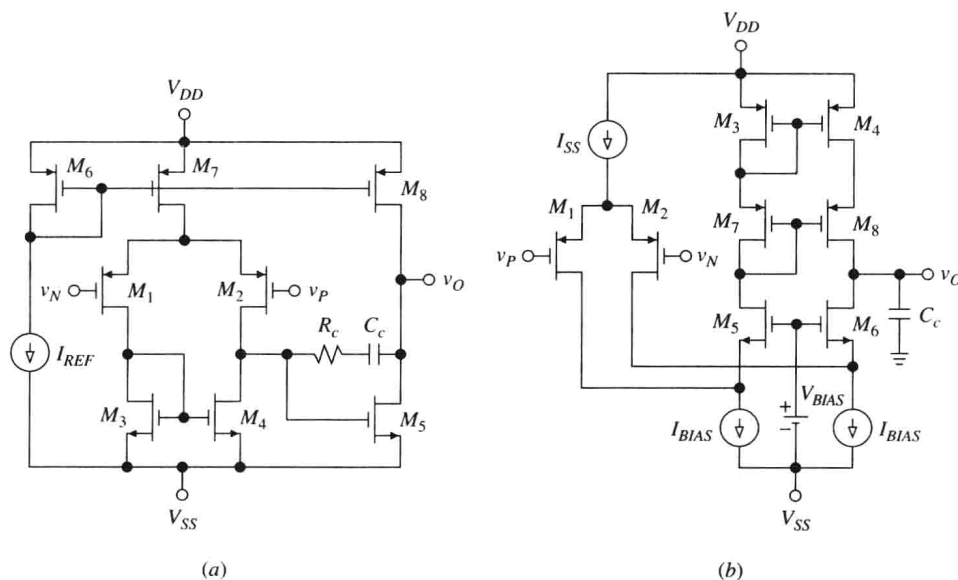 V_DD
M_6
M_7
M_8
v_N
M_1
M_2
v_P
v_O
R_c
C_c
I_REF
M_3
M_4
M_5
V_SS
(a)
V_DD
M_3
M_4
I_SS
M_1
M_2
M_7
M_8
v_P
v_N
v_O
M_5
M_6
C_c
V_BIAS
+
−
I_BIAS
I_BIAS
V_SS
(b)